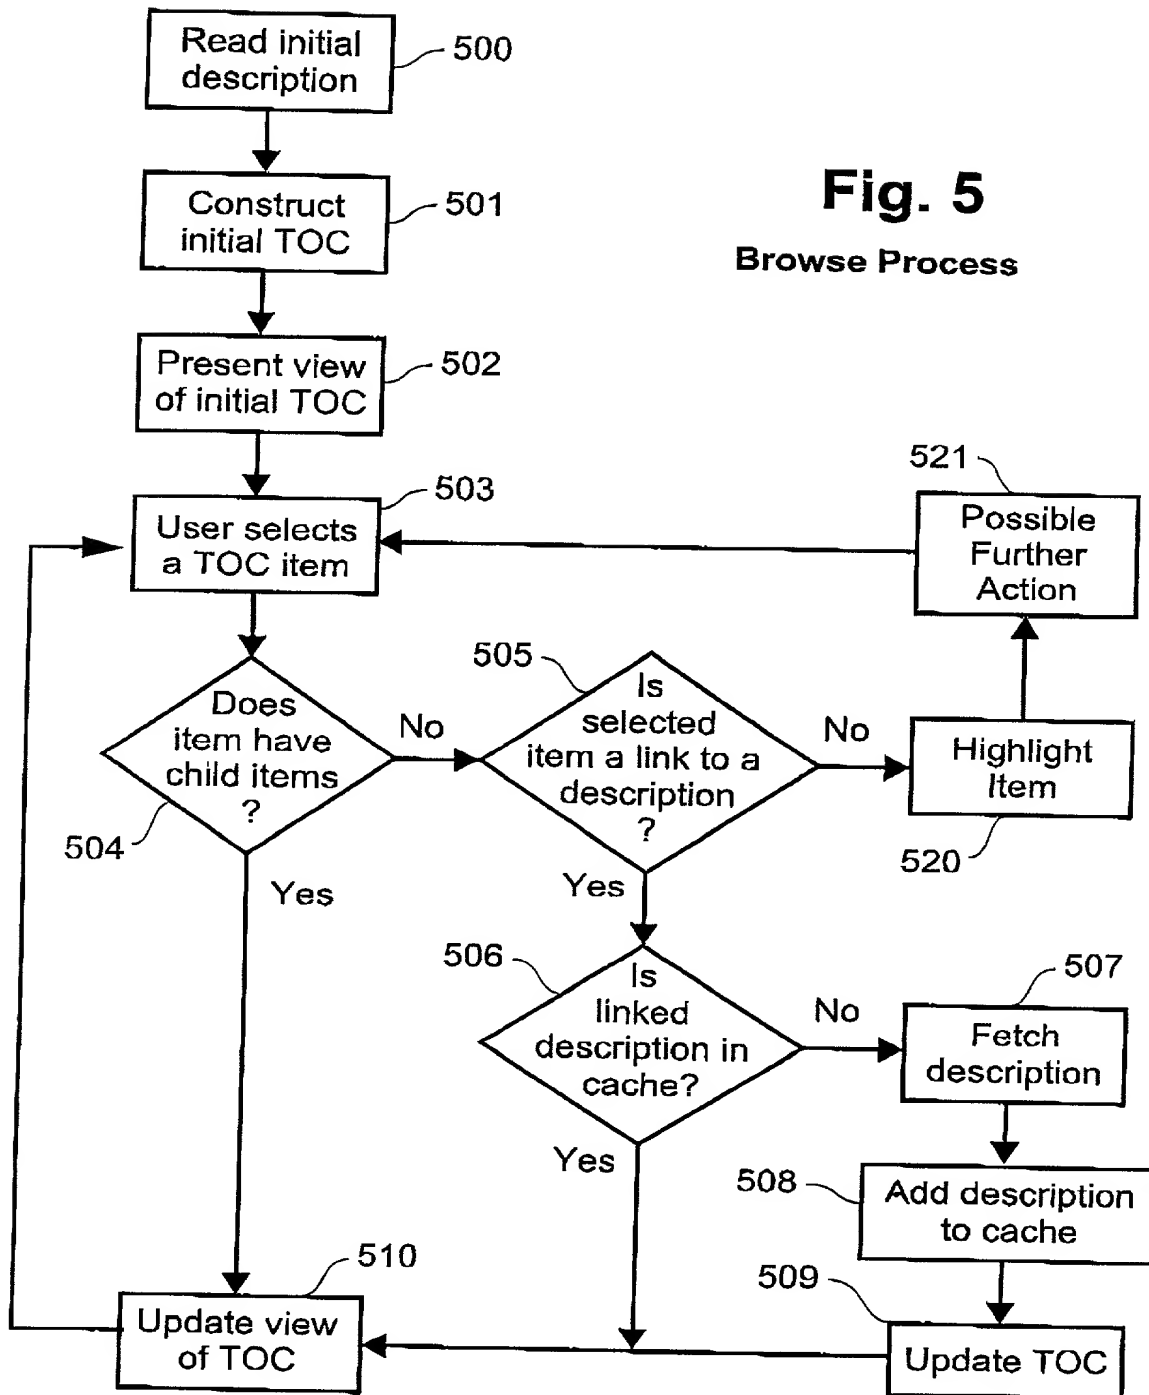 Read initial
description
500
Construct
initial TOC
501
Fig. 5
Browse Process
Present view
of initial TOC
502
User selects
a TOC item
503
Possible
Further
Action
521
Does
item have
child items
?
504
No
Yes
Is
selected
item a link to a
description
?
505
No
Yes
Highlight
Item
520
Is
linked
description in
cache?
506
No
Yes
Fetch
description
507
Add description
to cache
508
Update TOC
509
Update view
of TOC
510